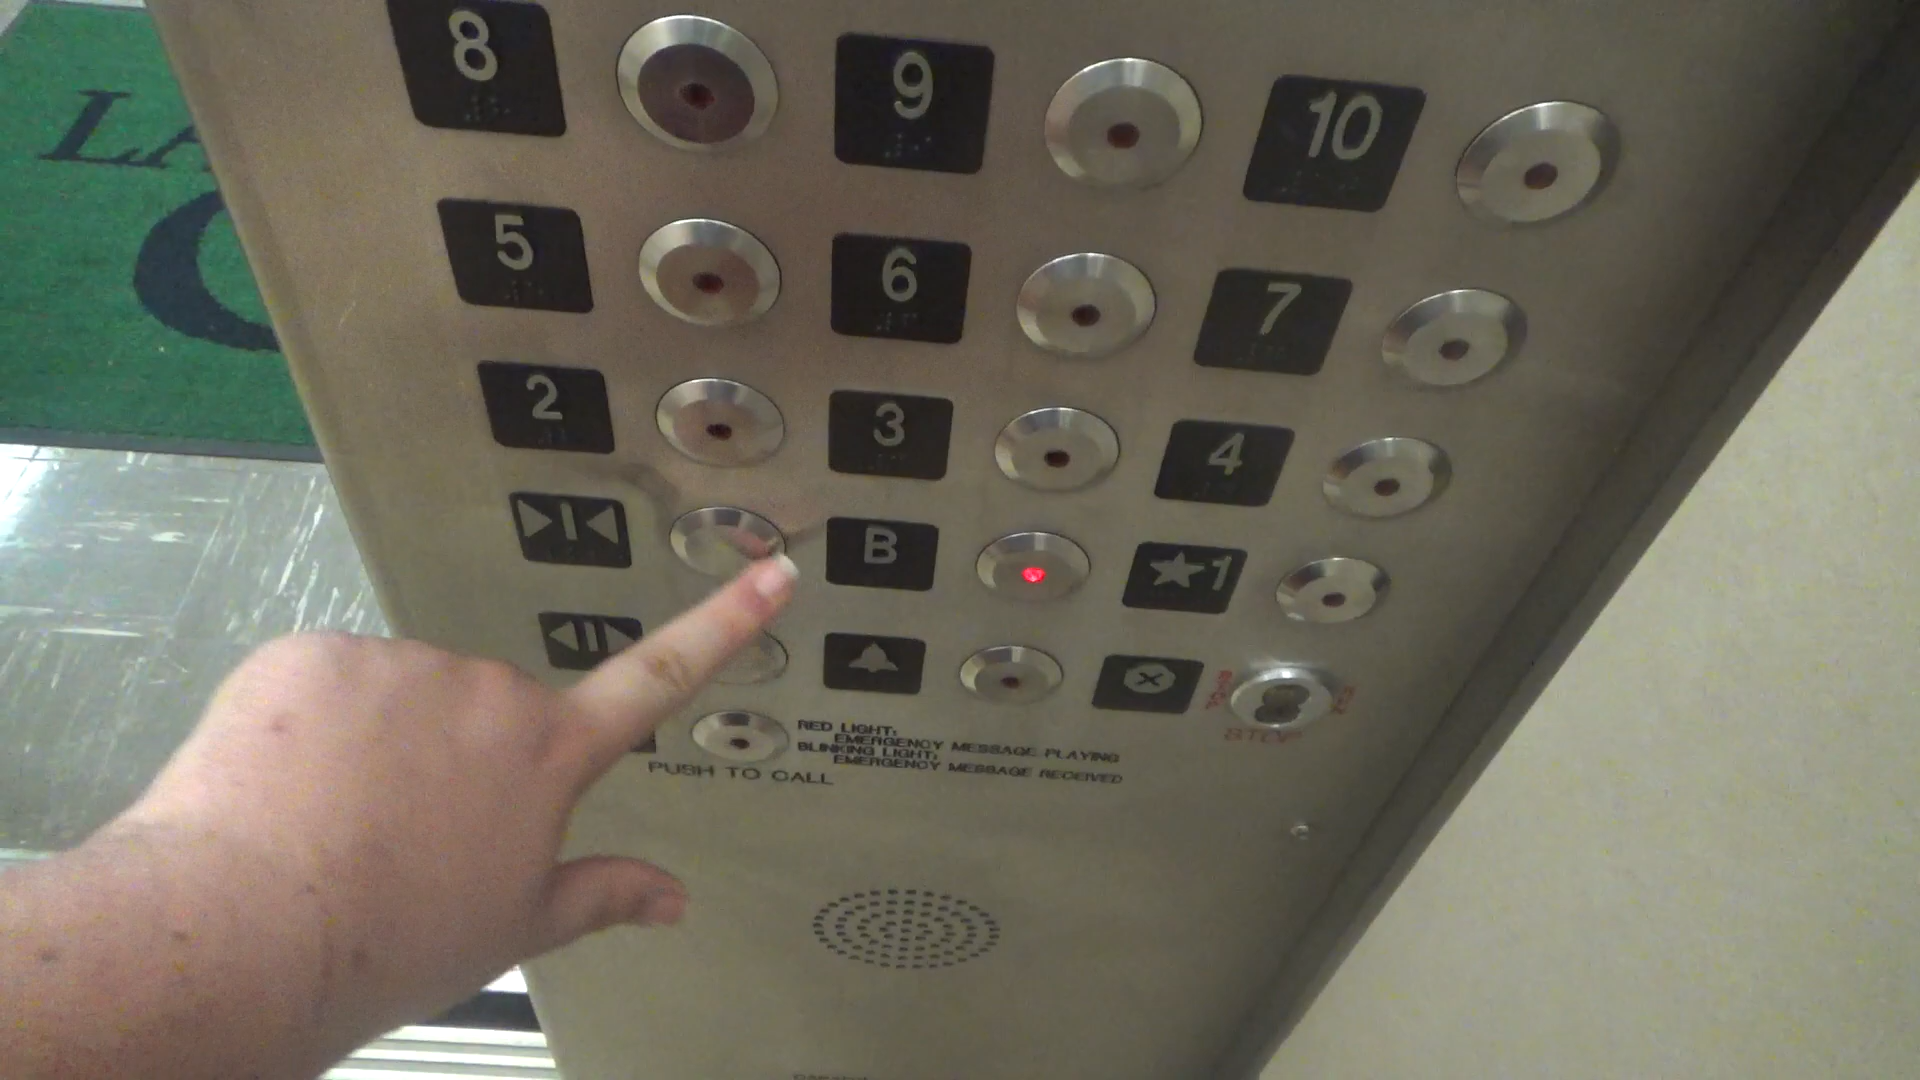 8 9 10
LA
5 6 7
2 3 4
B ★1
RED LIGHT:
EMERGENCY MESSAGE PLAYING
BLINKING LIGHT:
EMERGENCY MESSAGE RECEIVED
PUSH TO CALL
STOP